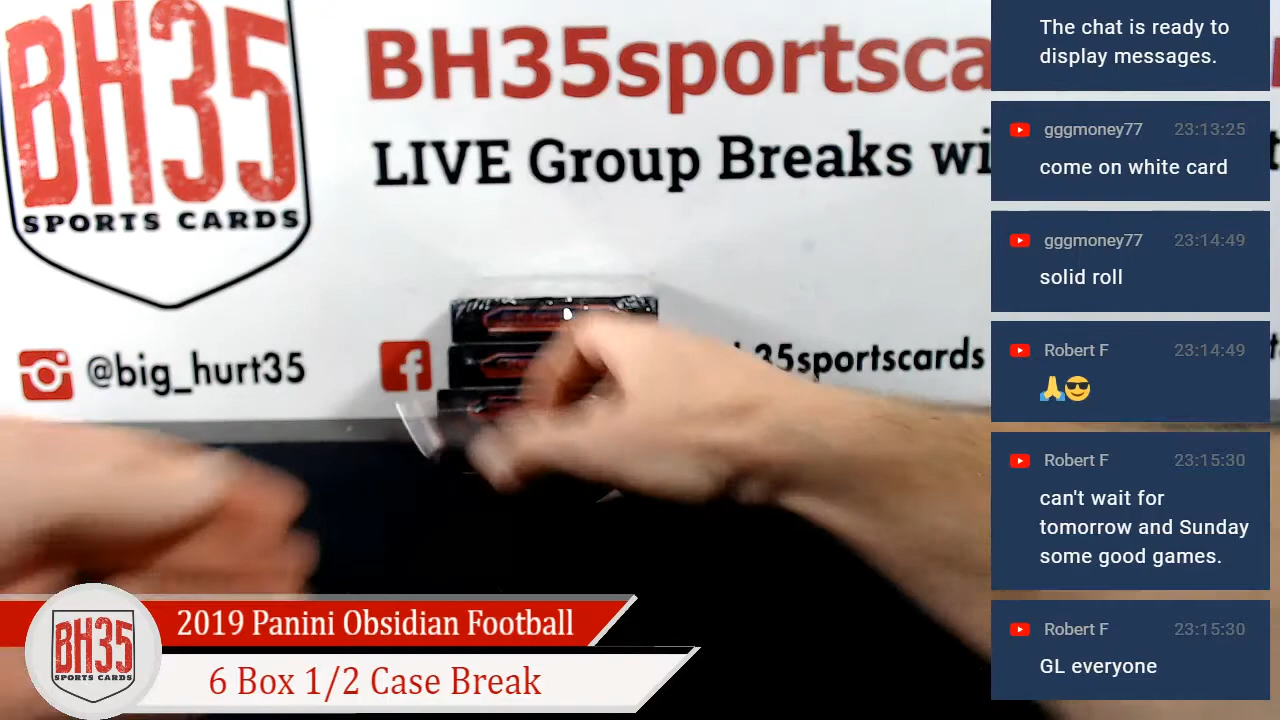 BH35
SPORTS CARDS
BH35sportsca
LIVE Group Breaks wi
@big_hurt35
35sportscards
The chat is ready to
display messages.
gggmoney77 23:13:25
come on white card
gggmoney77 23:14:49
solid roll
Robert F 23:14:49
🙏😎
Robert F 23:15:30
can't wait for
tomorrow and Sunday
some good games.
Robert F 23:15:30
GL everyone
BH35
SPORTS CARDS
2019 Panini Obsidian Football
6 Box 1/2 Case Break